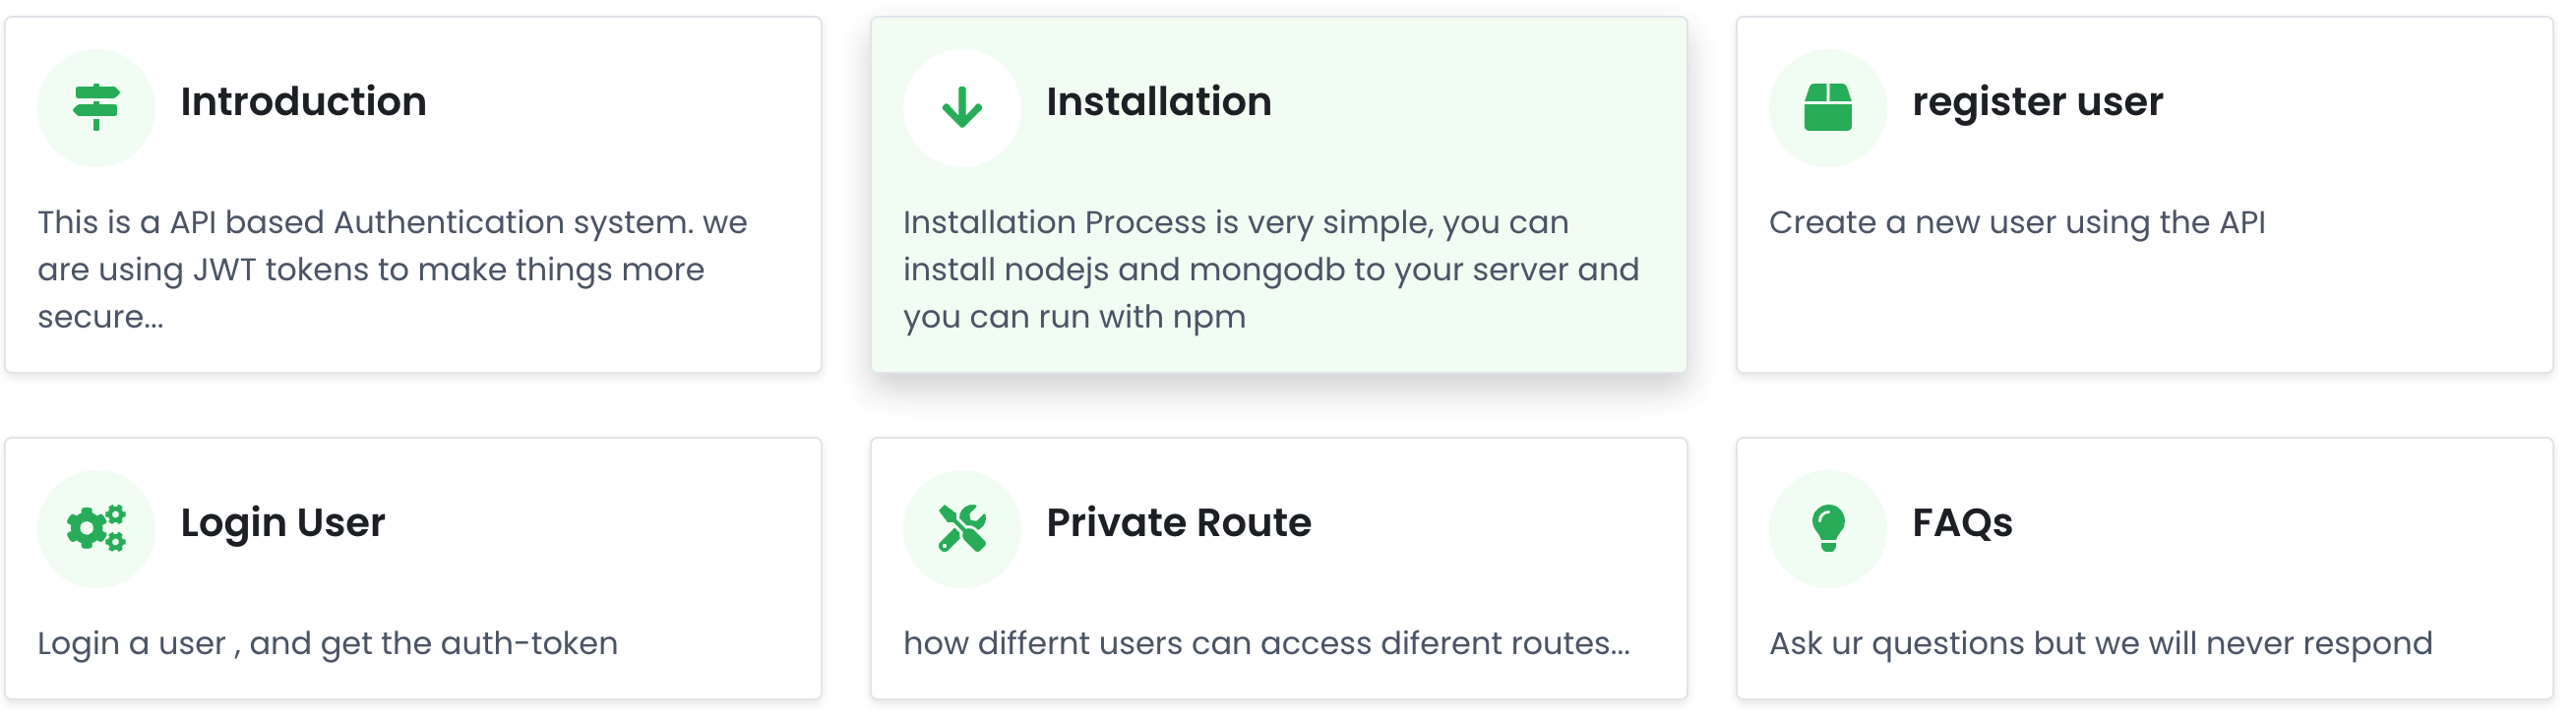 Introduction
This is a API based Authentication system. we
are using JWT tokens to make things more
secure...
Installation
Installation Process is very simple, you can
install nodejs and mongodb to your server and
you can run with npm
register user
Create a new user using the API
Login User
Login a user , and get the auth-token
Private Route
how differnt users can access diferent routes...
FAQs
Ask ur questions but we will never respond